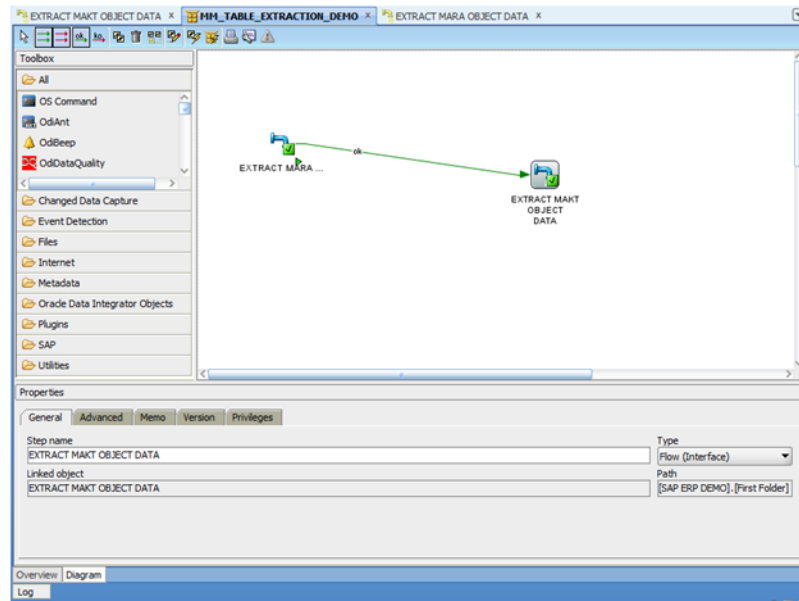 EXTRACT MAKT OBJECT DATA x MM_TABLE_EXTRACTION_DEMO x EXTRACT MARA OBJECT DATA x
ok ko
Toolbox
All
OS Command
OdiAnt
OdiBeep
OdiDataQuality
Changed Data Capture
Event Detection
Files
Internet
Metadata
Oracle Data Integrator Objects
Plugins
SAP
Utilities
EXTRACT MARA ...
ok
EXTRACT MAKT
OBJECT
DATA
Properties
General Advanced Memo Version Privileges
Step name Type
EXTRACT MAKT OBJECT DATA Flow (Interface)
Linked object Path
EXTRACT MAKT OBJECT DATA [SAP ERP DEMO].[First Folder]
Overview Diagram
Log